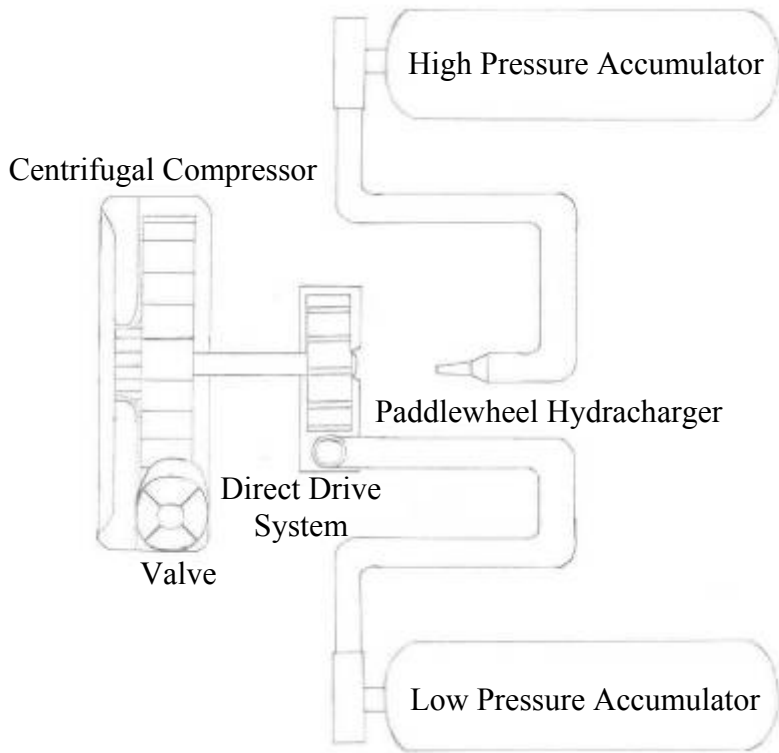 High Pressure Accumulator
Centrifugal Compressor
Paddlewheel Hydracharger
Direct Drive
System
Valve
Low Pressure Accumulator